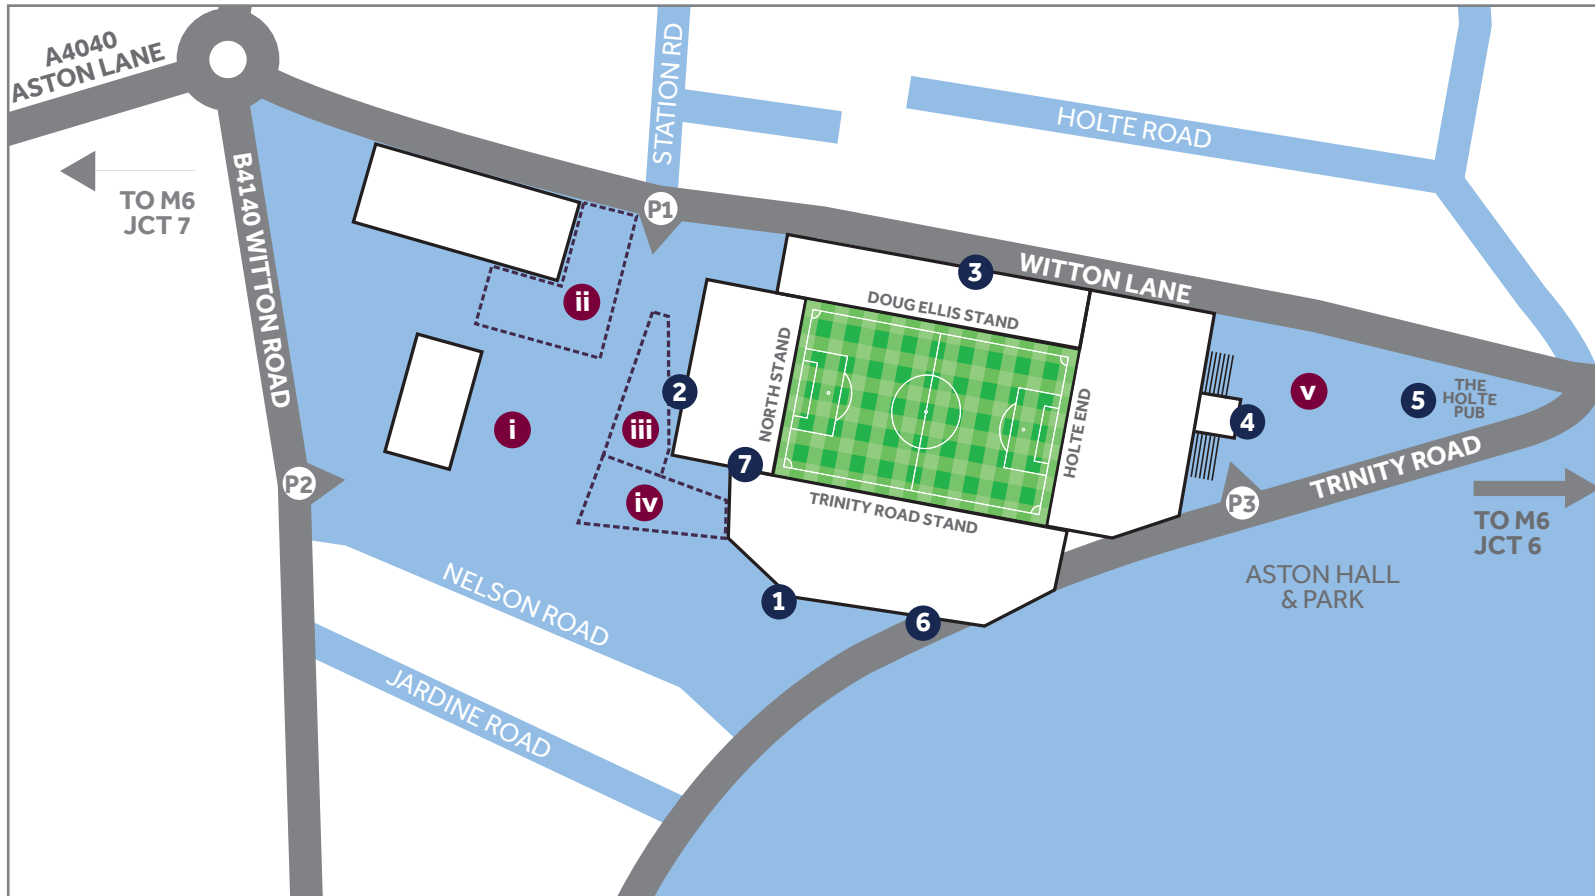 A4040
ASTON LANE
TO M6
JCT 7
B4140 WITTON ROAD
STATION RD
HOLTE ROAD
P1
WITTON LANE
3
DOUG ELLIS STAND
NORTH STAND
HOLTE END
TRINITY ROAD STAND
ii
2
iii
i
iv
7
v
4
5
THE
HOLTE
PUB
P2
P3
TRINITY ROAD
TO M6
JCT 6
ASTON HALL
& PARK
1
6
NELSON ROAD
JARDINE ROAD